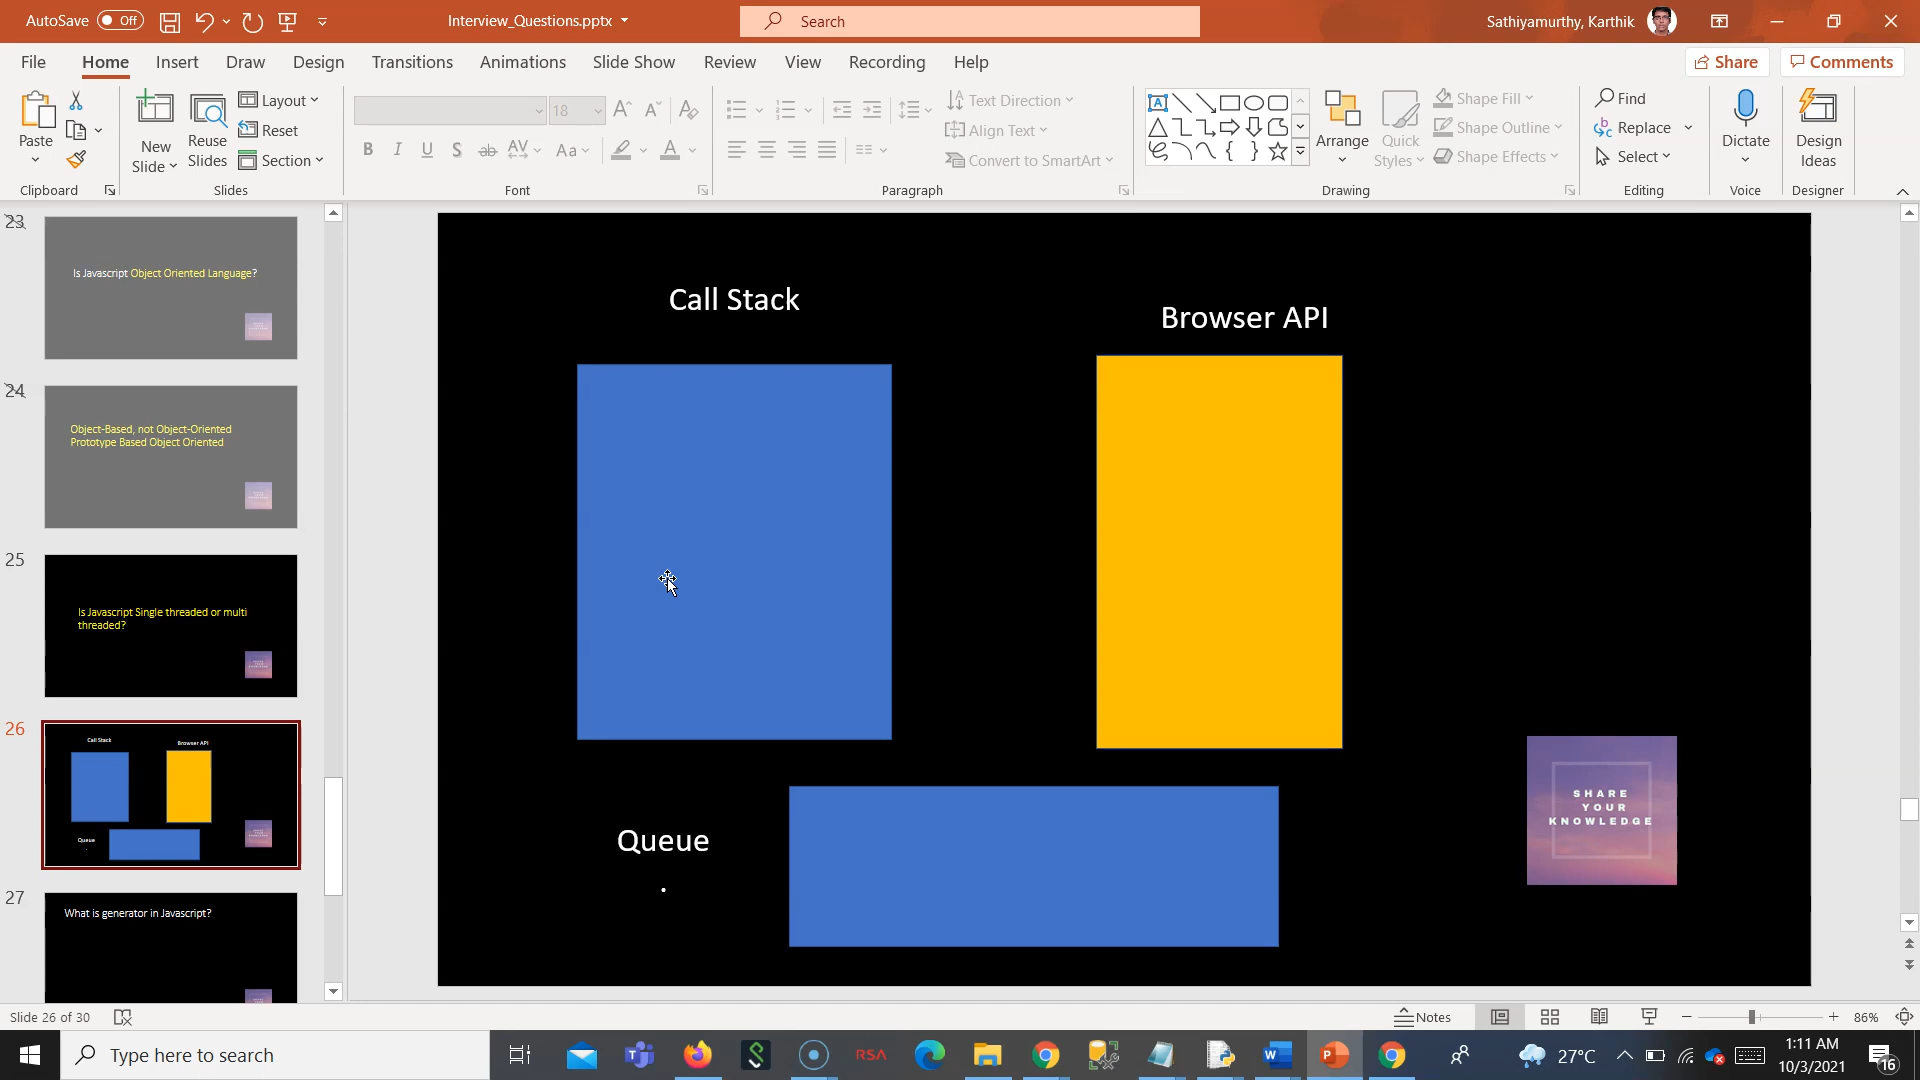 AutoSave Off
Interview_Questions.pptx
Search
Sathiyamurthy, Karthik
File Home Insert Draw Design Transitions Animations Slide Show Review View Recording Help
Share
Comments
Paste
New
Slide
Reuse
Slides
Layout
Reset
Section
18
B I U S ab AV Aa A
Text Direction
Align Text
Convert to SmartArt
Arrange
Quick
Styles
Shape Fill
Shape Outline
Shape Effects
Find
Replace
Select
Dictate
Design
Ideas
Clipboard Slides Font Paragraph Drawing Editing Voice Designer
23
Is Javascript Object Oriented Language?
24
Object-Based, not Object-Oriented
Prototype Based Object Oriented
25
Is Javascript Single threaded or multi
threaded?
26
Call Stack
Browser API
Queue
.
27
What is generator in Javascript?
Call Stack
Browser API
Queue
.
SHARE
YOUR
KNOWLEDGE
Slide 26 of 30
Notes
86%
Type here to search
RSA
27°C
1:11 AM
10/3/2021
16